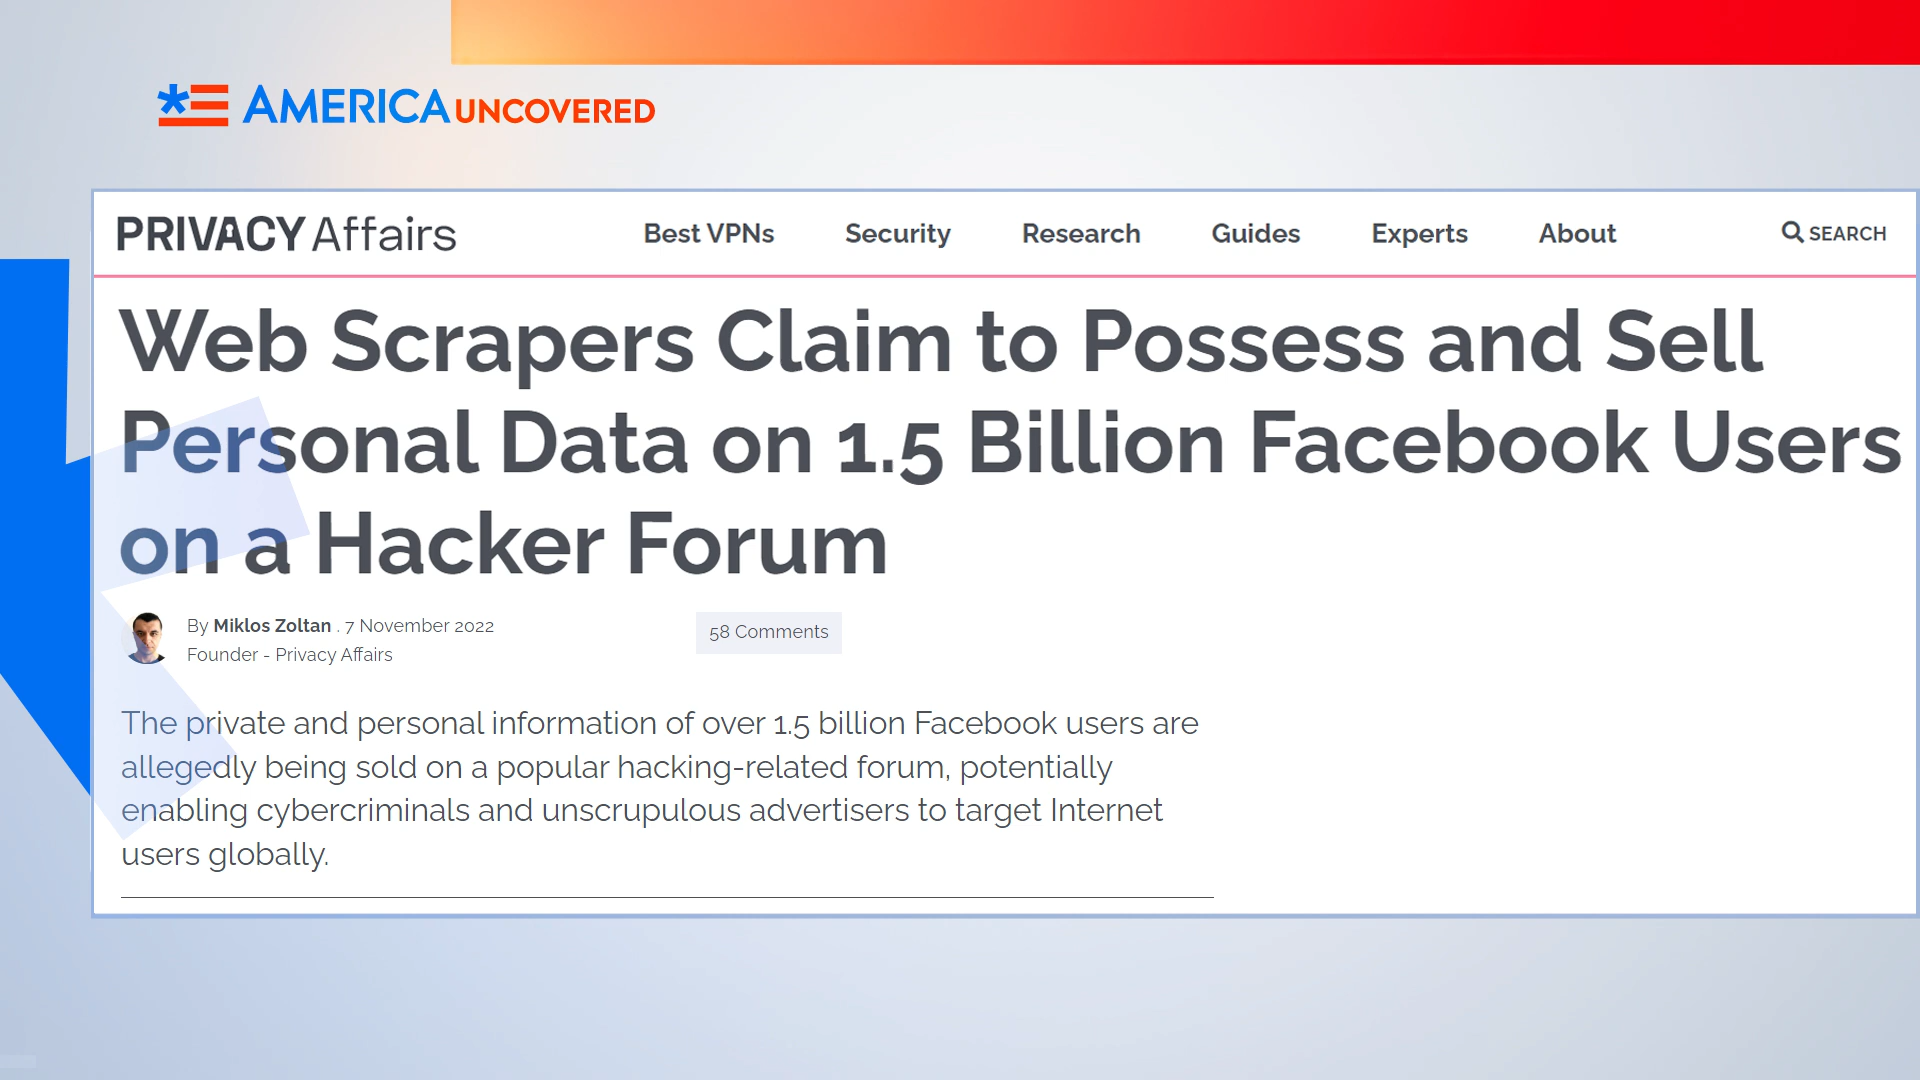 AMERICA UNCOVERED
PRIVACY Affairs
Best VPNs
Security
Research
Guides
Experts
About
SEARCH
Web Scrapers Claim to Possess and Sell
Personal Data on 1.5 Billion Facebook Users
on a Hacker Forum
By Miklos Zoltan . 7 November 2022
Founder - Privacy Affairs
58 Comments
The private and personal information of over 1.5 billion Facebook users are
allegedly being sold on a popular hacking-related forum, potentially
enabling cybercriminals and unscrupulous advertisers to target Internet
users globally.